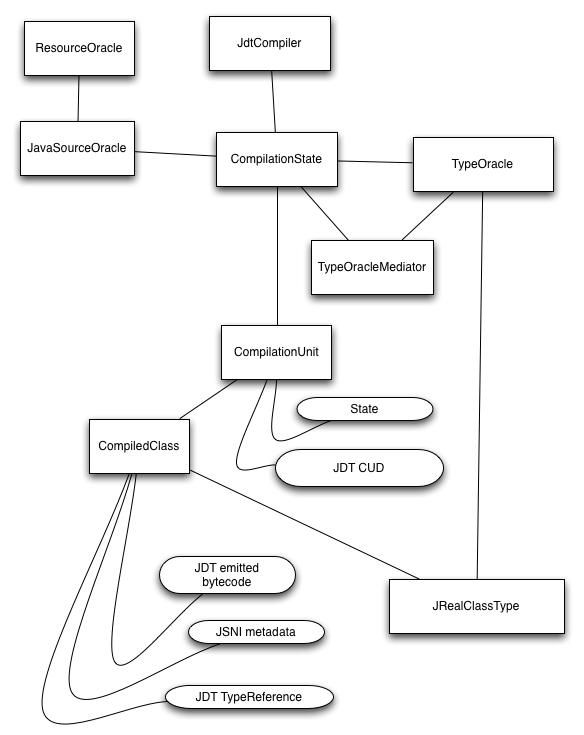 ResourceOracle
JdtCompiler
JavaSourceOracle
CompilationState
TypeOracle
TypeOracleMediator
CompilationUnit
State
CompiledClass
JDT CUD
JDT emitted
bytecode
JRealClassType
JSNI metadata
JDT TypeReference